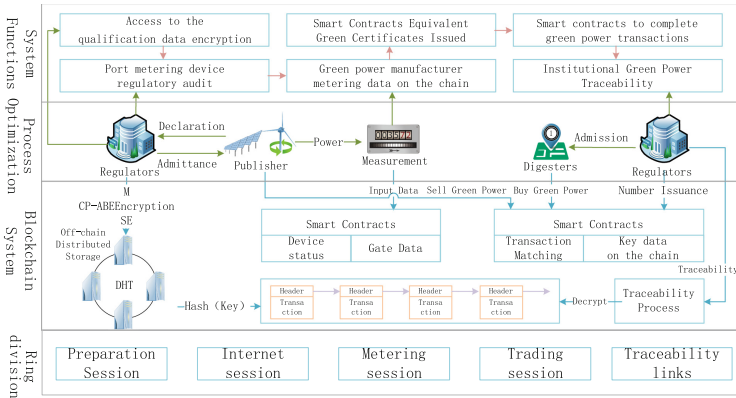 System
Functions
Access to the
qualification data encryption
Smart Contracts Equivalent
Green Certificates Issued
Smart contracts to complete
green power transactions
Port metering device
regulatory audit
Green power manufacturer
metering data on the chain
Institutional Green Power
Traceability
Process
Optimization
Regulators
Declaration
Admittance
Publisher
Power
003572
Measurement
Digesters
Admission
Regulators
Blockchain
System
M
CP-ABEEncryption
SE
Off-chain
Distributed
Storage
DHT
Input Data
Sell Green Power
Buy Green Power
Number Issuance
Smart Contracts
Device
status
Gate Data
Smart Contracts
Transaction
Matching
Key data
on the chain
Traceability
Hash（Key）
Header
Transa
ction
Header
Transa
ction
Header
Transa
ction
Header
Transa
ction
Decrypt
Traceability
Process
Ring
division
Preparation
Session
Internet
session
Metering
session
Trading
session
Traceability
links